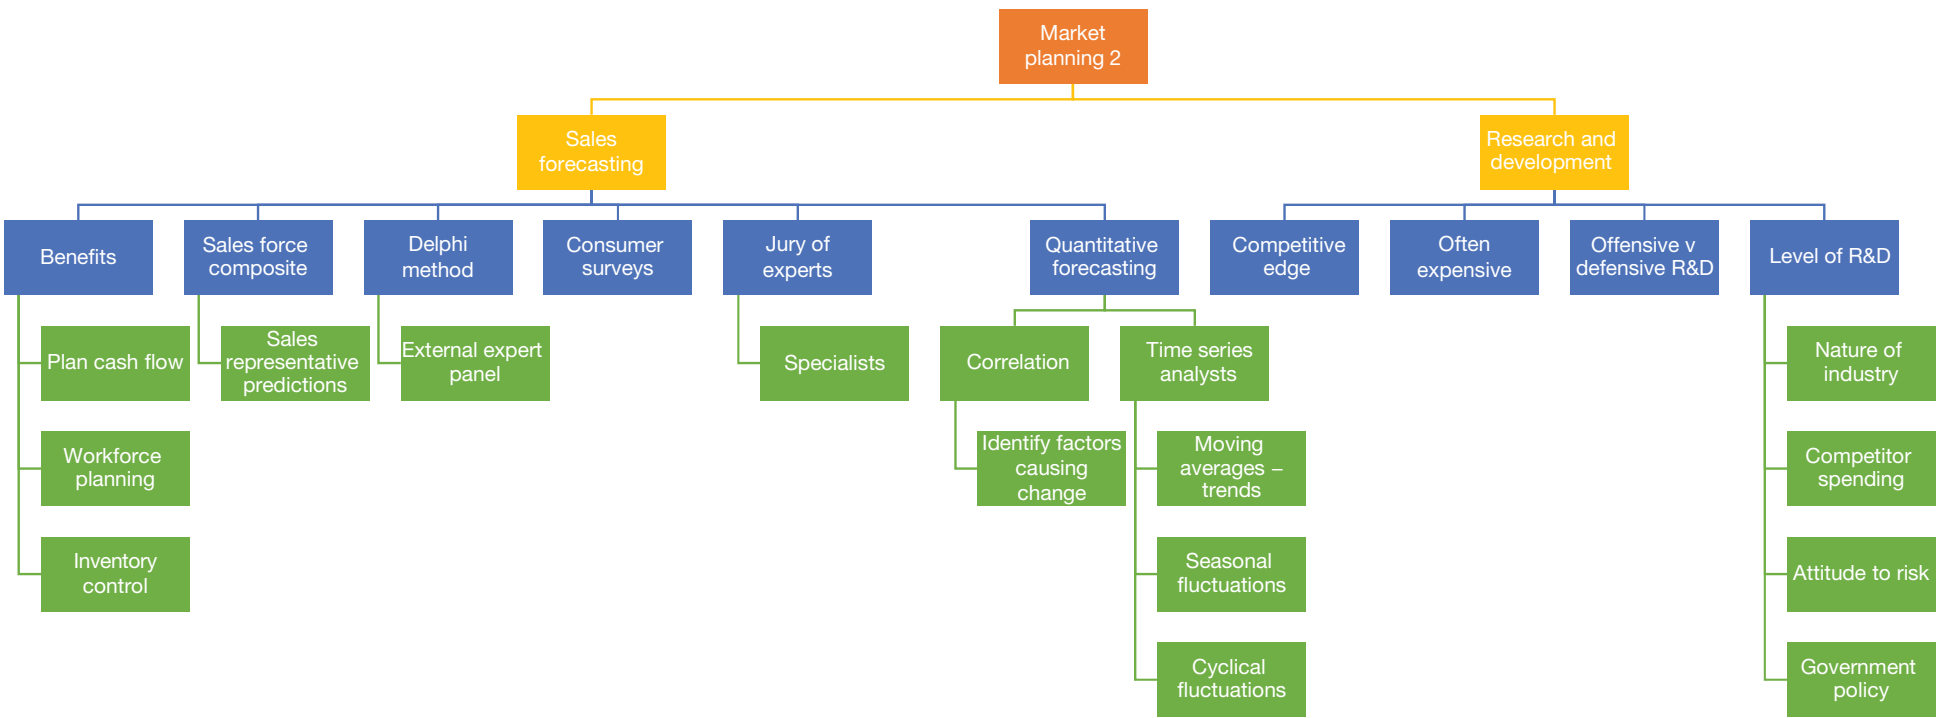 Market
planning 2
Sales
forecasting
Research and
development
Benefits
Sales force
composite
Delphi
method
Consumer
surveys
Jury of
experts
Quantitative
forecasting
Competitive
edge
Often
expensive
Offensive v
defensive R&D
Level of R&D
Plan cash flow
Sales
representative
predictions
External expert
panel
Specialists
Correlation
Time series
analysts
Nature of
industry
Workforce
planning
Identify factors
causing
change
Moving
averages –
trends
Competitor
spending
Inventory
control
Seasonal
fluctuations
Attitude to risk
Cyclical
fluctuations
Government
policy